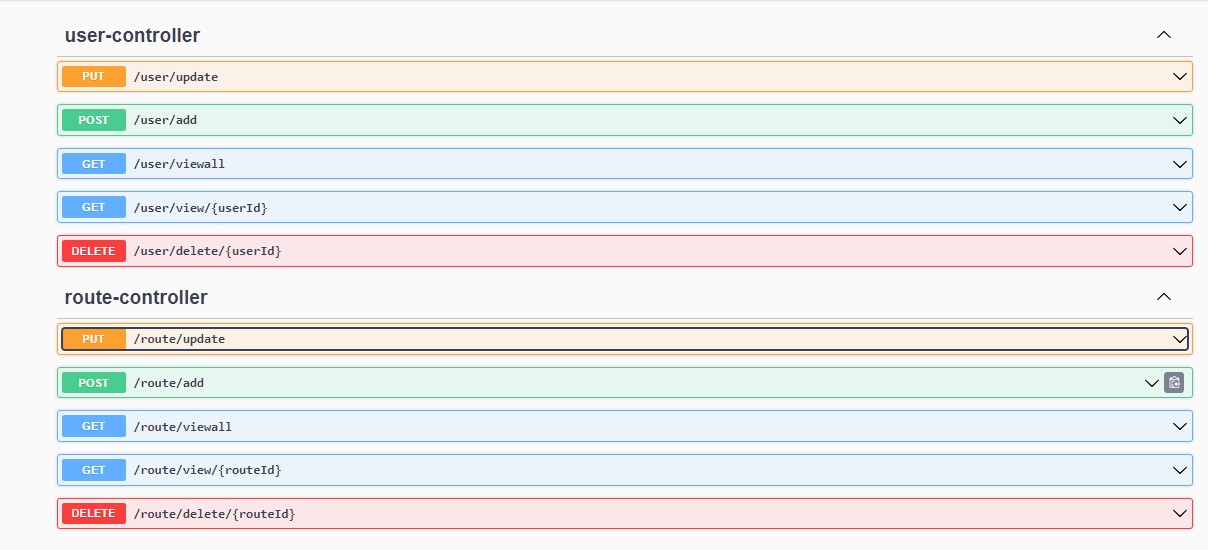 user-controller
PUT /user/update
POST /user/add
GET /user/viewall
GET /user/view/{userId}
DELETE /user/delete/{userId}
route-controller
PUT /route/update
POST /route/add
GET /route/viewall
GET /route/view/{routeId}
DELETE /route/delete/{routeId}